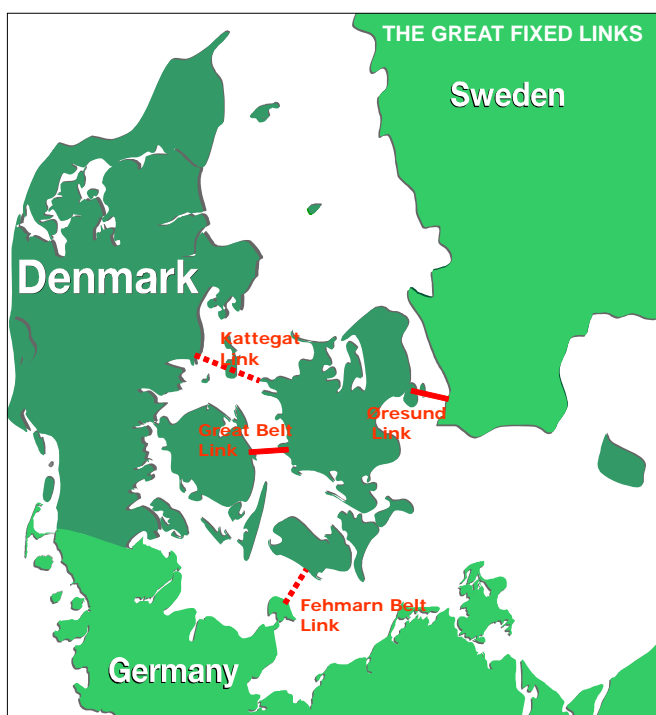 THE GREAT FIXED LINKS
Sweden
Denmark
Kattegat
Link
Øresund
Link
Great Belt
Link
Fehmarn Belt
Link
Germany